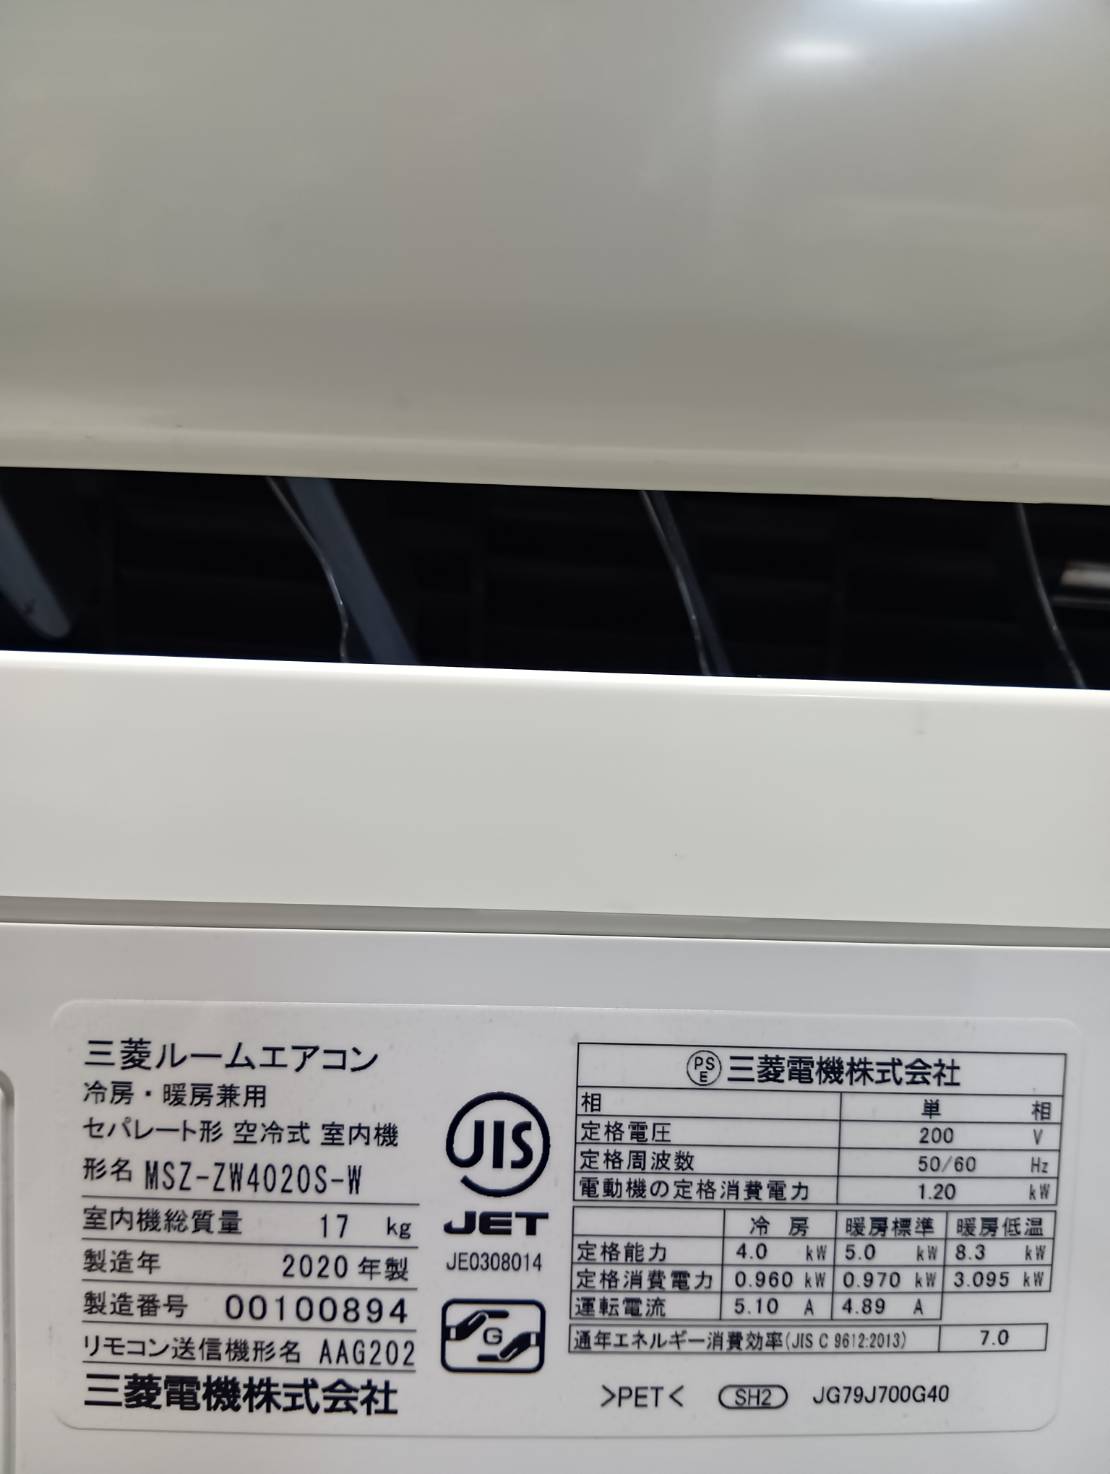 三菱ルームエアコン
冷房・暖房兼用
セパレート形 空冷式 室内機
形名 MSZ-ZW4020S-W
室内機総質量 17 kg
製造年 2020 年製
製造番号 00100894
リモコン送信機形名 AAG202
三菱電機株式会社
JIS
JET
JE0308014
G
PS E 三菱電機株式会社
相 単 相
定格電圧 200 V
定格周波数 50/60 Hz
電動機の定格消費電力 1.20 kW
冷 房 暖房標準 暖房低温
定格能力 4.0 kW 5.0 kW 8.3 kW
定格消費電力 0.960 kW 0.970 kW 3.095 kW
運転電流 5.10 A 4.89 A
通年エネルギー消費効率(JIS C 9612:2013) 7.0
>PET< SH2 JG79J700G40